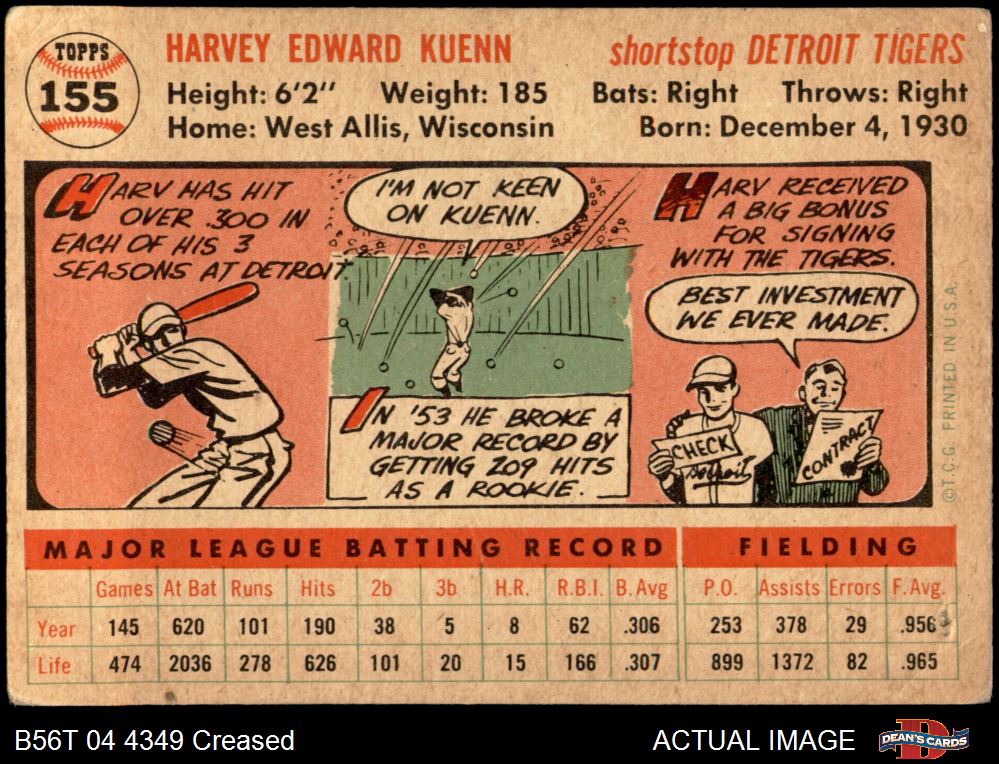 TOPPS
155
HARVEY EDWARD KUENN
shortstop DETROIT TIGERS
Height: 6'2" Weight: 185 Bats: Right Throws: Right
Home: West Allis, Wisconsin Born: December 4, 1930
HARV HAS HIT
OVER .300 IN
EACH OF HIS 3
SEASONS AT DETROIT.
I'M NOT KEEN
ON KUENN.
IN '53 HE BROKE A
MAJOR RECORD BY
GETTING 209 HITS
AS A ROOKIE.
HARV RECEIVED
A BIG BONUS
FOR SIGNING
WITH THE TIGERS.
BEST INVESTMENT
WE EVER MADE.
CHECK
Detroit
CONTRACT
©T.C.G. PRINTED IN U.S.A.
MAJOR LEAGUE BATTING RECORD FIELDING
Games At Bat Runs Hits 2b 3b H.R. R.B.I. B. Avg P.O. Assists Errors F. Avg.
Year 145 620 101 190 38 5 8 62 .306 253 378 29 .956
Life 474 2036 278 626 101 20 15 166 .307 899 1372 82 .965
B56T 04 4349 Creased ACTUAL IMAGE
D
DEAN'S CARDS